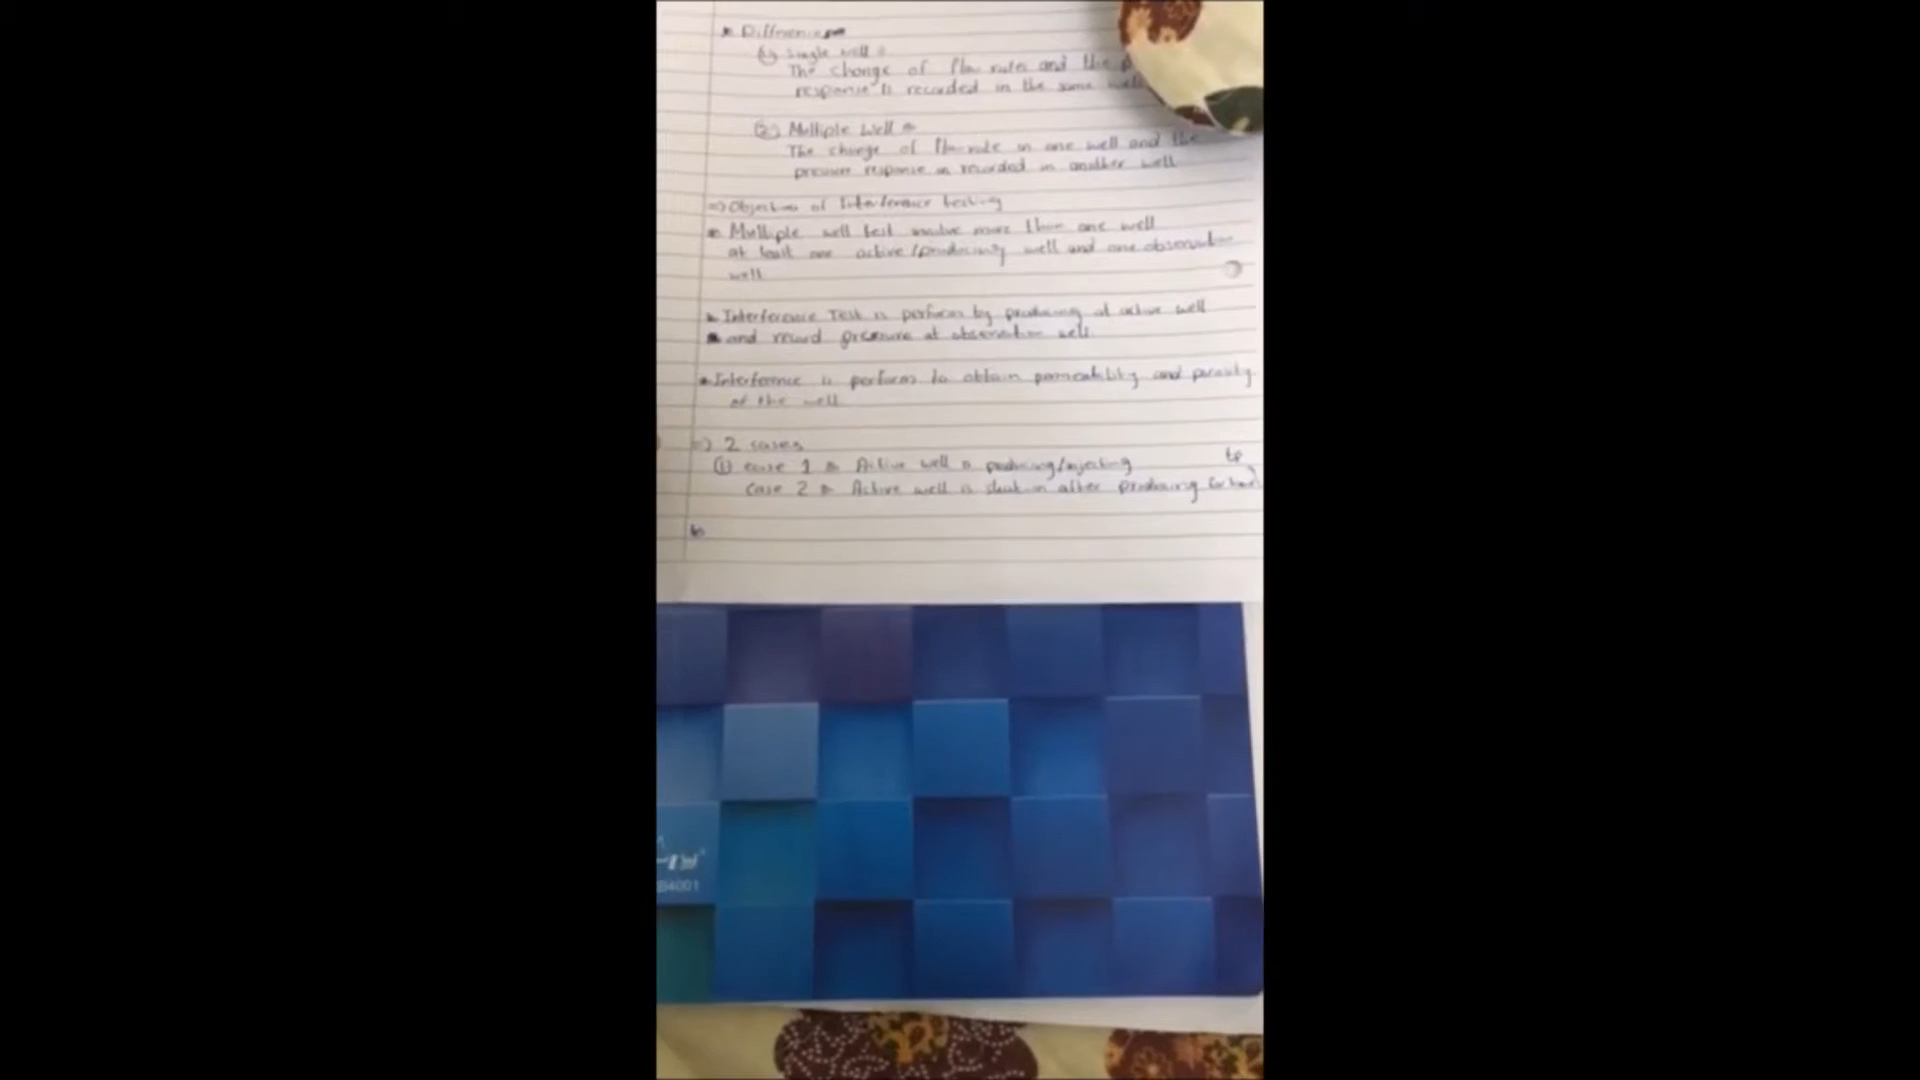 * Difference
(1) Single well :
The change of flow rates and the p
response is recorded in the same well
(2) Multiple Well :
The change of flow rate in one well and the
pressure response is recorded in another well
=> Objectives of Interference testing
* Multiple well test involve more than one well
at least one active/producing well and one observation
well
* Interference Test is perform by producing at active well
and record pressure at observation well
* Interference is perform to obtain permeability and porosity
of the well
=> 2 cases
(1) case 1 : Active well is producing/injecting
tp
Case 2 : Active well is shut in after producing
B4001